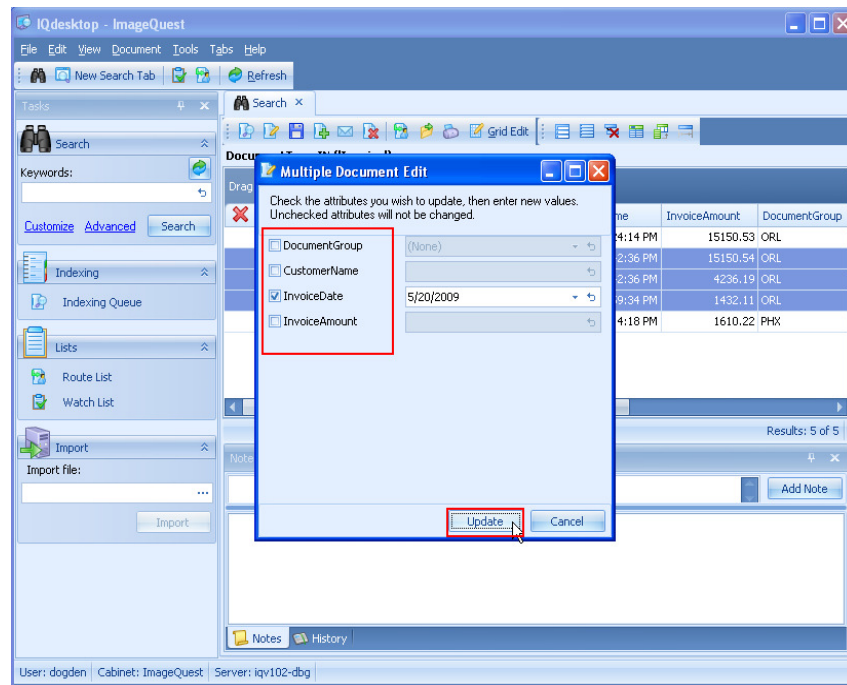 IQdesktop - ImageQuest
File Edit View Document Tools Tabs Help
New Search Tab Refresh
Tasks
Search
Keywords:
Customize Advanced Search
Indexing
Indexing Queue
Lists
Route List
Watch List
Import
Import file:
...
Import
Search
Grid Edit
Drag
me InvoiceAmount DocumentGroup
4:14 PM 15150.53 ORL
2:36 PM 15150.54 ORL
2:36 PM 4236.19 ORL
9:34 PM 1432.11 ORL
4:18 PM 1610.22 PHX
Results: 5 of 5
Multiple Document Edit
Check the attributes you wish to update, then enter new values.
Unchecked attributes will not be changed.
DocumentGroup (None)
CustomerName
InvoiceDate 5/20/2009
InvoiceAmount
Update Cancel
Note
Add Note
Notes History
User: dogden Cabinet: ImageQuest Server: iqv102-dbg